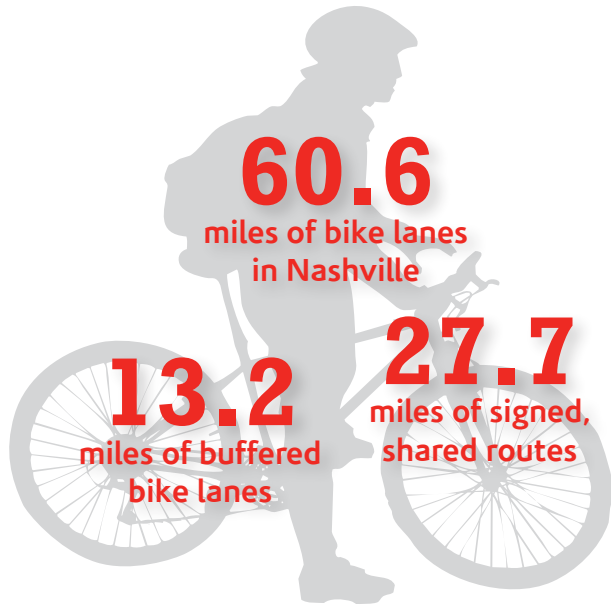 60.6
miles of bike lanes
in Nashville
27.7
miles of signed,
shared routes
13.2
miles of buffered
bike lanes